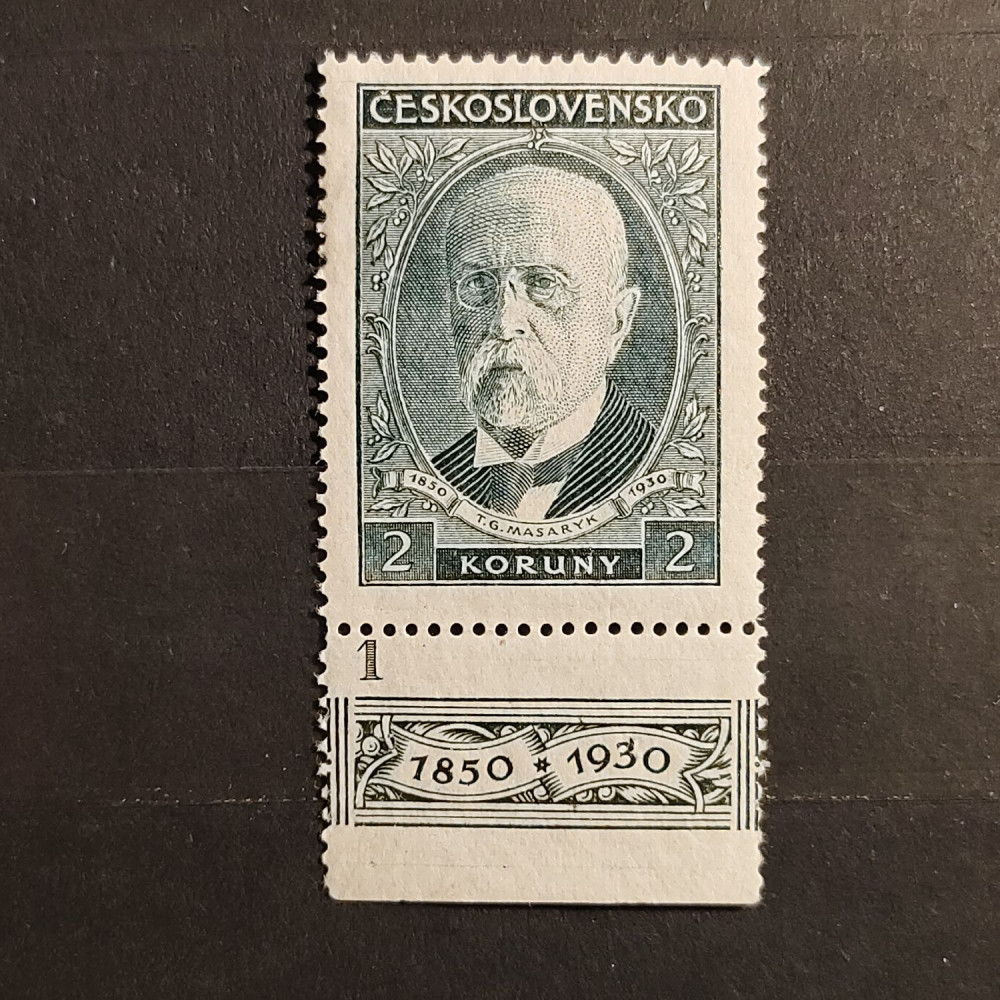 ČESKOSLOVENSKO
1850 1930
T.G. MASARYK
2 KORUNY 2
1
1850 * 1930